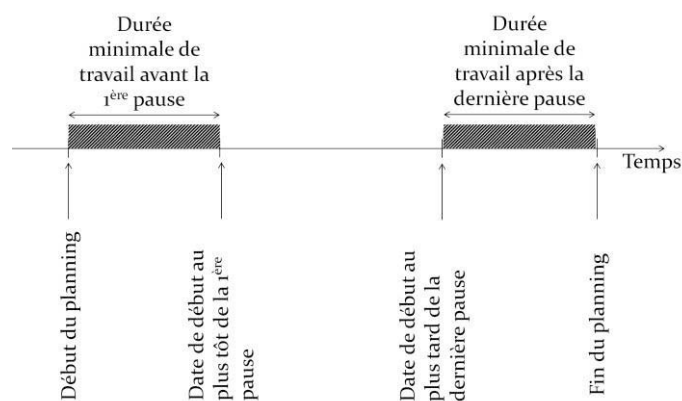 Durée
minimale de
travail avant la
1ère pause
Durée
minimale de
travail après la
dernière pause
Temps
Début du planning
Date de début au
plus tôt de la 1ère
pause
Date de début au
plus tard de la
dernière pause
Fin du planning